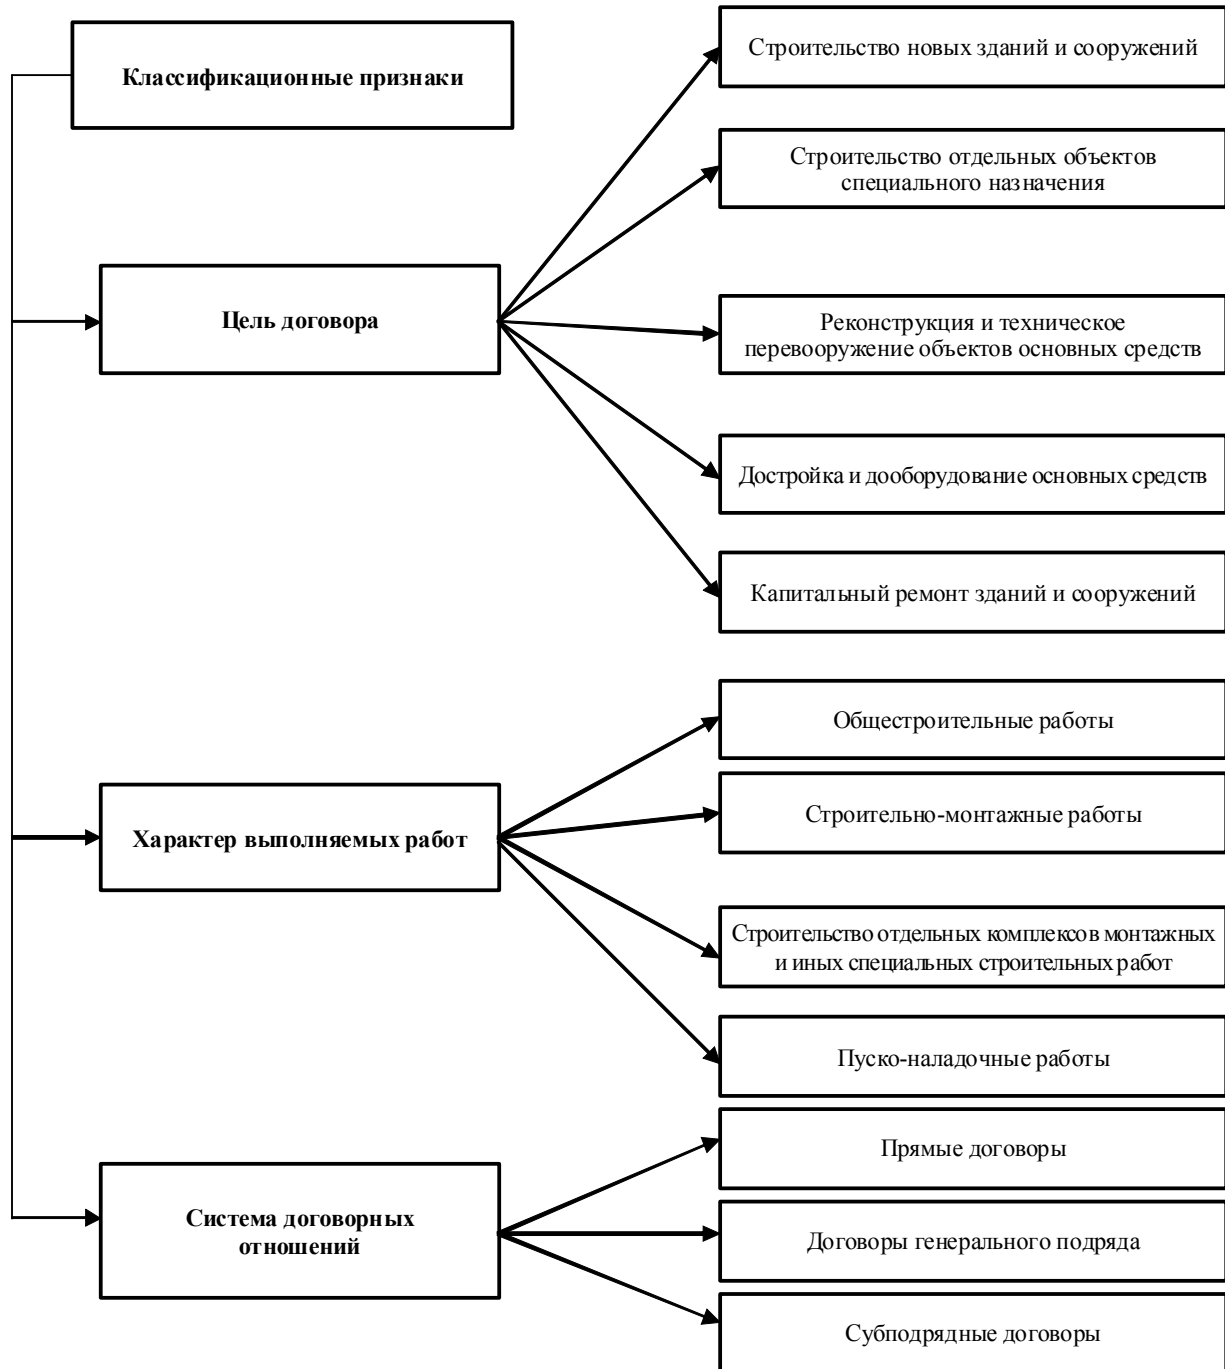 Классификационные признаки
Строительство новых зданий и сооружений
Строительство отдельных объектов
специального назначения
Цель договора
Реконструкция и техническое
перевооружение объектов основных средств
Достройка и дооборудование основных средств
Капитальный ремонт зданий и сооружений
Характер выполняемых работ
Общестроительные работы
Строительно-монтажные работы
Строительство отдельных комплексов монтажных
и иных специальных строительных работ
Пуско-наладочные работы
Система договорных
отношений
Прямые договоры
Договоры генерального подряда
Субподрядные договоры